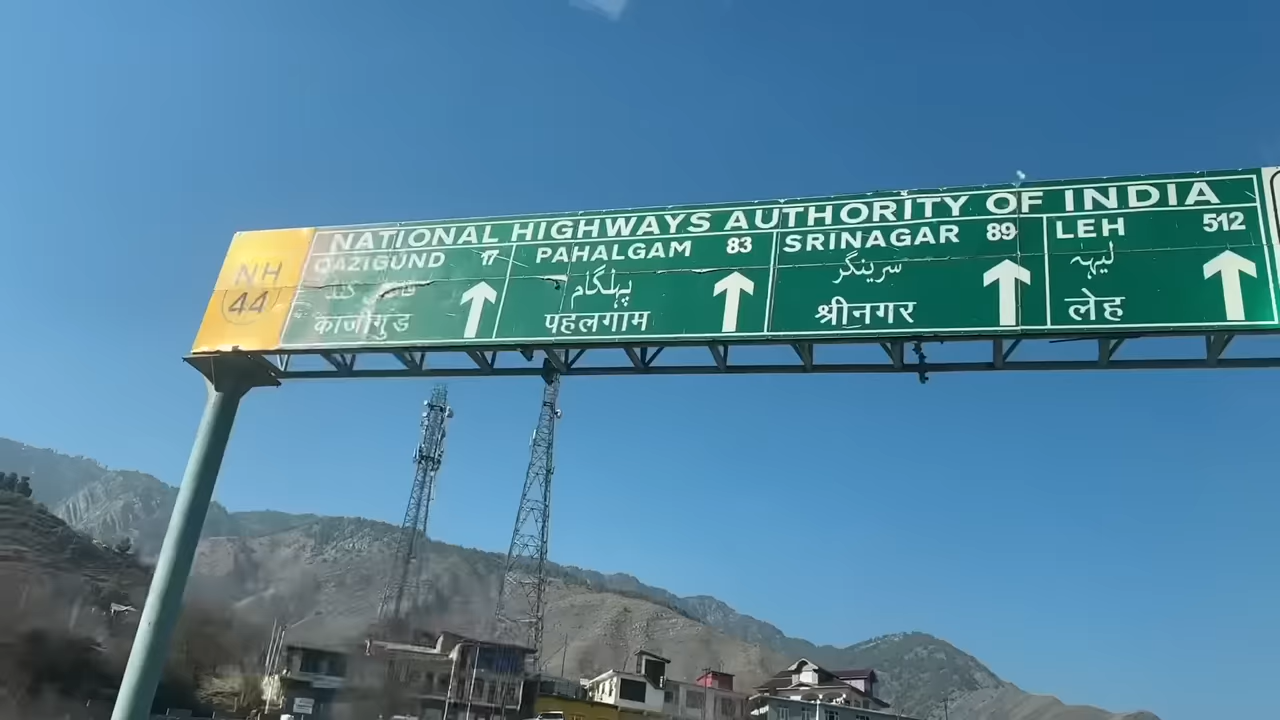 NATIONAL HIGHWAYS AUTHORITY OF INDIA
NH
44
QAZIGUND 17
काजीगुंड
PAHALGAM 83
پہلگام
पहलगाम
SRINAGAR 89
سرینگر
श्रीनगर
LEH 512
لیہہ
लेह